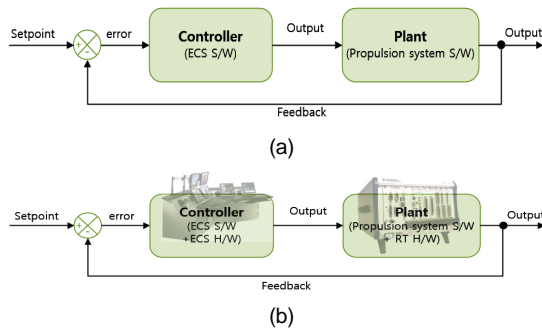 Setpoint
+
-
error
Controller
(ECS S/W)
Output
Plant
(Propulsion system S/W)
Output
Feedback
(a)
Setpoint
+
-
error
Controller
(ECS S/W
+ECS H/W)
Output
Plant
(Propulsion system S/W
+ RT H/W)
Output
Feedback
(b)